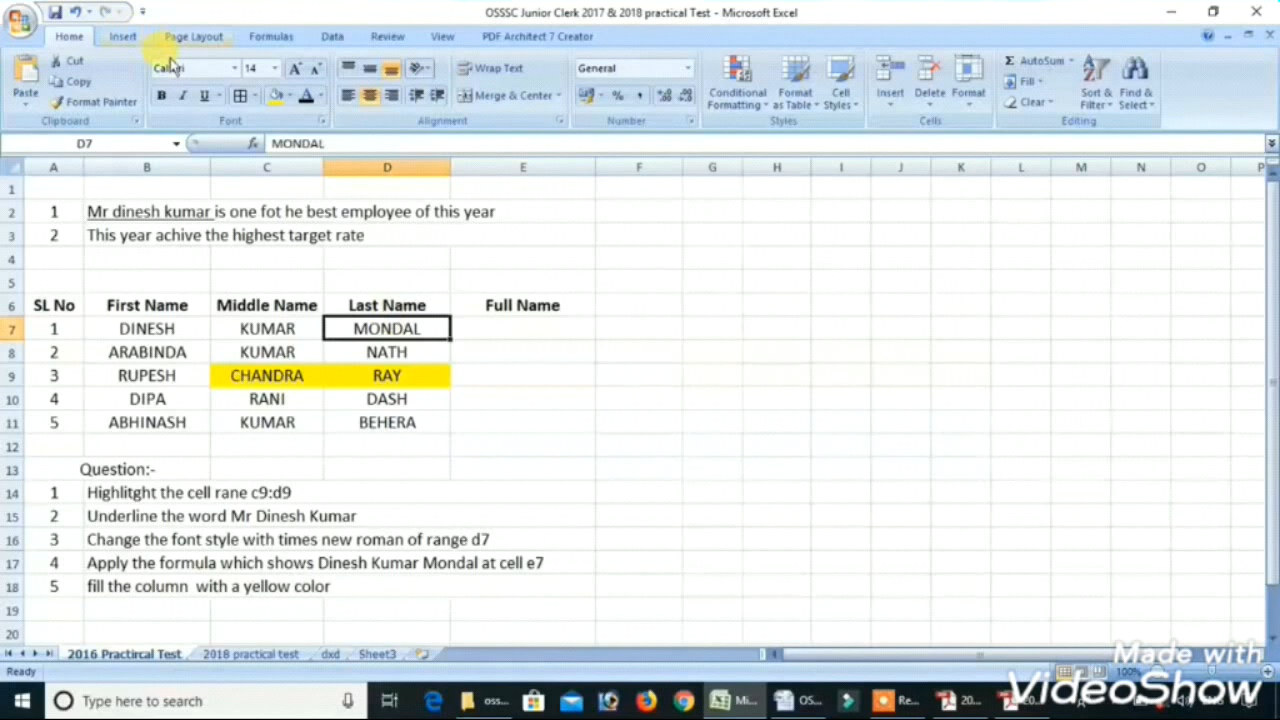 OSSSC Junior Clerk 2017 & 2018 practical Test - Microsoft Excel
Home Insert Page Layout Formulas Data Review View PDF Architect 7 Creator
Paste
Cut
Copy
Format Painter
14
B I U
Wrap Text
Merge & Center
General
%
Conditional Formatting
Format as Table
Cell Styles
Insert
Delete
Format
AutoSum
Fill
Clear
Sort & Filter
Find & Select
Clipboard Font Alignment Number Styles Cells Editing
D7 fx MONDAL
A B C D E F G H I J K L M N O P
1
2 1 Mr dinesh kumar is one fot he best employee of this year
3 2 This year achive the highest target rate
4
5
6 SL No First Name Middle Name Last Name Full Name
7 1 DINESH KUMAR MONDAL
8 2 ARABINDA KUMAR NATH
9 3 RUPESH CHANDRA RAY
10 4 DIPA RANI DASH
11 5 ABHINASH KUMAR BEHERA
12
13 Question:-
14 1 Highlitght the cell rane c9:d9
15 2 Underline the word Mr Dinesh Kumar
16 3 Change the font style with times new roman of range d7
17 4 Apply the formula which shows Dinesh Kumar Mondal at cell e7
18 5 fill the column with a yellow color
19
20
2016 Practircal Test 2018 practical test dxd Sheet3
Ready 100%
Made with
VideoShow
Type here to search oss... Mi... OS... Re... 20...